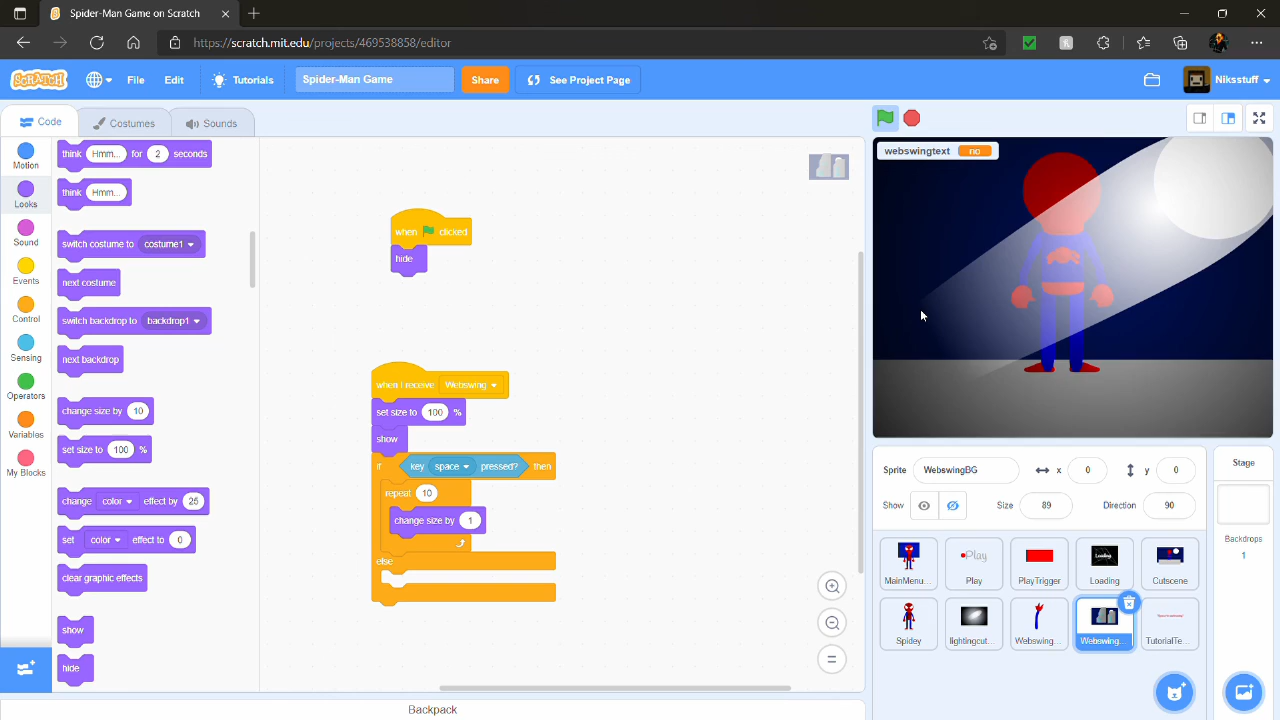 Spider-Man Game on Scratch
https://scratch.mit.edu/projects/469538858/editor
SCRATCH File Edit Tutorials Spider-Man Game Share See Project Page Niksstuff
Code Costumes Sounds
Motion
Looks
Sound
Events
Control
Sensing
Operators
Variables
My Blocks
think Hmm... for 2 seconds
think Hmm...
switch costume to costume1
next costume
switch backdrop to backdrop1
next backdrop
change size by 10
set size to 100 %
change color effect by 25
set color effect to 0
clear graphic effects
show
hide
when clicked
hide
when I receive Webswing
set size to 100 %
show
if key space pressed? then
repeat 10
change size by 1
else
webswingtext no
Sprite WebswingBG x 0 y 0
Show Size 89 Direction 90
MainMenu... Play PlayTrigger Loading Cutscene
Spidey lightingcut... Webswing... Webswing... TutorialTe...
Play
Loading
Stage
Backdrops
1
Backpack